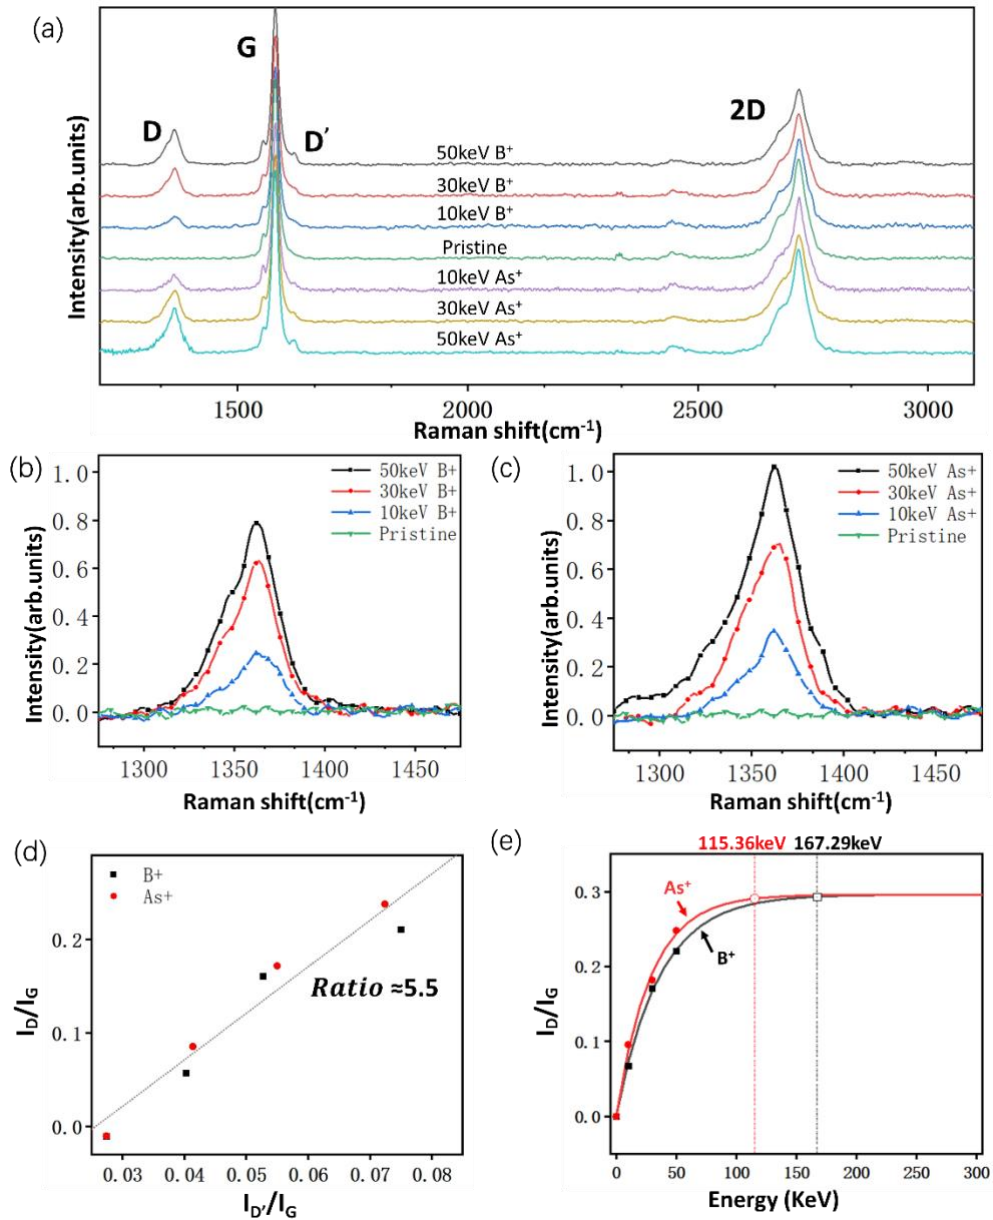 (a)
G
D
D′
2D
50keV B⁺
30keV B⁺
10keV B⁺
Pristine
10keV As⁺
30keV As⁺
50keV As⁺
Intensity(arb.units)
1500 2000 2500 3000
Raman shift(cm⁻¹)
(b)
50keV B+
30keV B+
10keV B+
Pristine
1.0
0.8
0.6
0.4
0.2
0.0
Intensity(arb.units)
1300 1350 1400 1450
Raman shift(cm⁻¹)
(c)
50keV As+
30keV As+
10keV As+
Pristine
1.0
0.8
0.6
0.4
0.2
0.0
Intensity(arb.units)
1300 1350 1400 1450
Raman shift(cm⁻¹)
(d)
B+
As+
Ratio ≈5.5
0.2
0.1
0.0
I_D/I_G
0.03 0.04 0.05 0.06 0.07 0.08
I_D′/I_G
(e)
115.36keV 167.29keV
As⁺
B⁺
0.3
0.2
0.1
0.0
I_D/I_G
0 50 100 150 200 250 300
Energy (KeV)